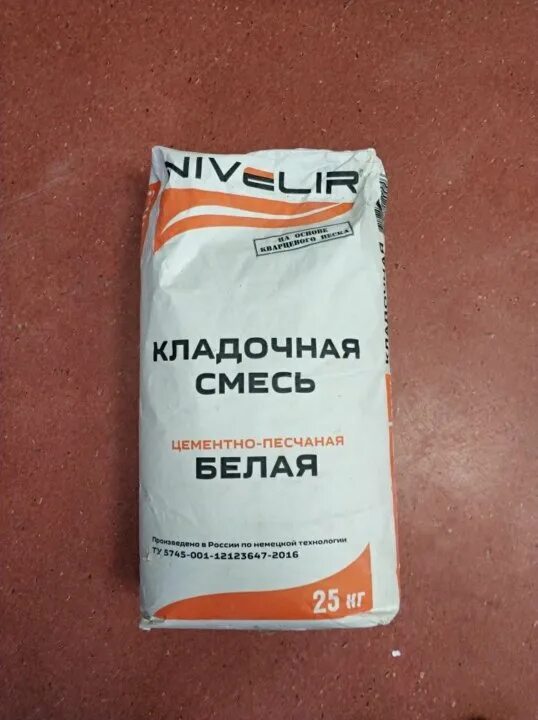 NIVELIR
НА ОСНОВЕ
КВАРЦЕВОГО ПЕСКА
КЛАДОЧНАЯ
СМЕСЬ
ЦЕМЕНТНО-ПЕСЧАНАЯ
БЕЛАЯ
Произведено в России по немецкой технологии
ТУ 5745-001-12123647-2016
25 кг